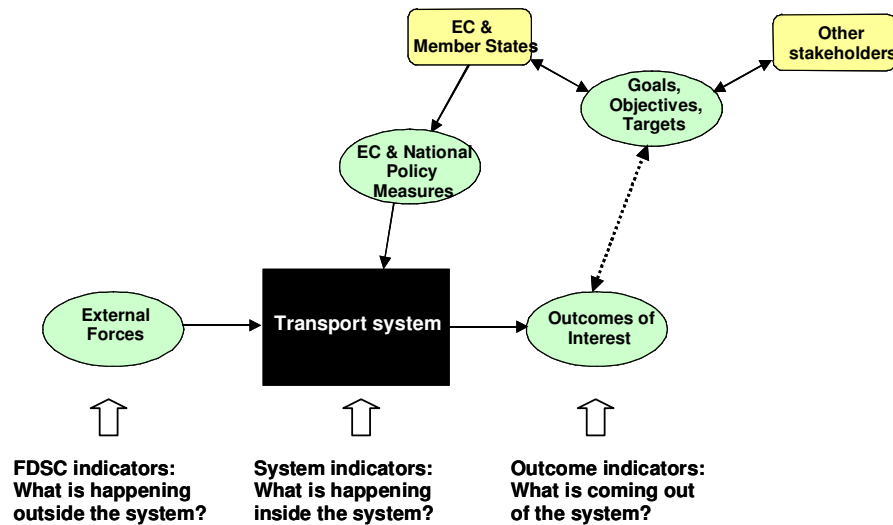 EC &
Member States
Other
stakeholders
Goals,
Objectives,
Targets
EC & National
Policy
Measures
External
Forces
Transport system
Outcomes of
Interest
FDSC indicators:
What is happening
outside the system?
System indicators:
What is happening
inside the system?
Outcome indicators:
What is coming out
of the system?